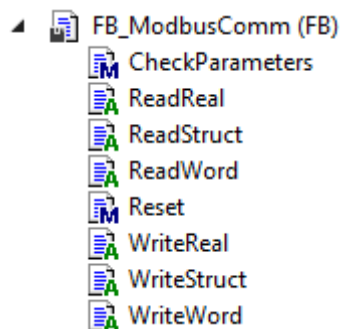 FB_ModbusComm (FB)
CheckParameters
ReadReal
ReadStruct
ReadWord
Reset
WriteReal
WriteStruct
WriteWord